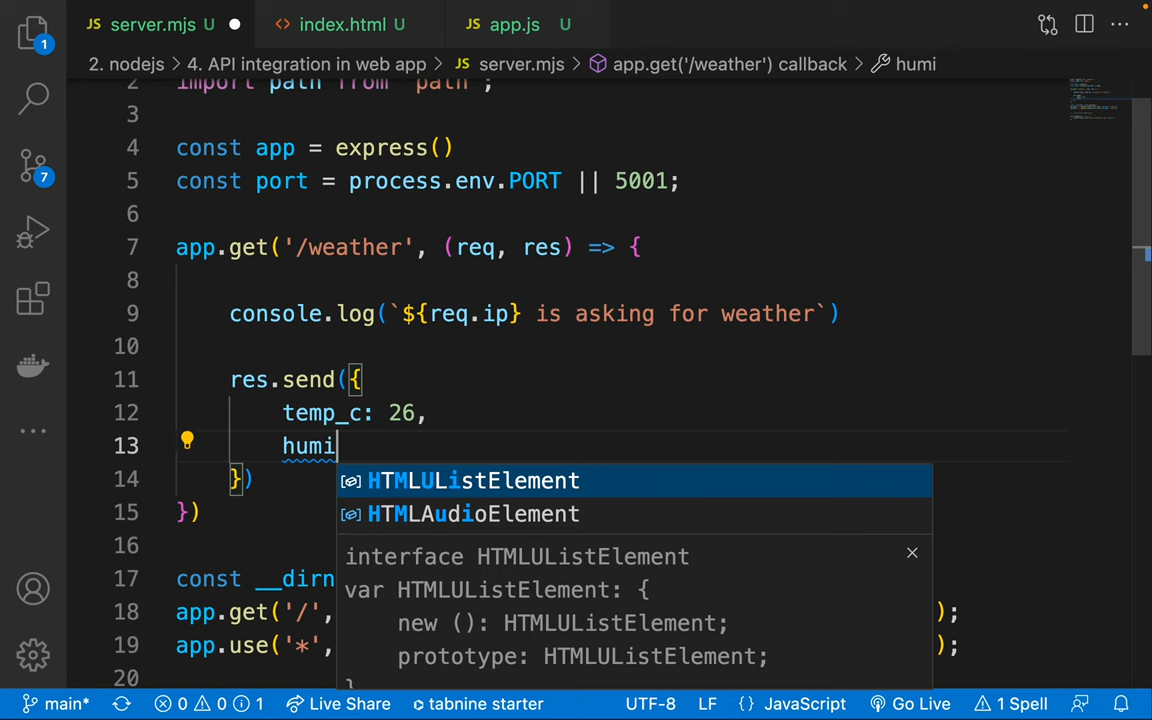 JS server.mjs U ● <> index.html U JS app.js U
1
2. nodejs > 4. API integration in web app > JS server.mjs > app.get('/weather') callback > humi
2 import path from 'path';
3
4 const app = express()
5 const port = process.env.PORT || 5001;
6
7 app.get('/weather', (req, res) => {
7
8
9 console.log(`${req.ip} is asking for weather`)
10
11 res.send({
12 temp_c: 26,
13 humi
HTMLUListElement
14 })
HTMLAudioElement
15 })
16
interface HTMLUListElement
17 const __dirn
var HTMLUListElement: {
18 app.get('/',
new (): HTMLUListElement;
);
19 app.use('*',
prototype: HTMLUListElement;
);
20
}
main* 0 0 1 Live Share tabnine starter UTF-8 LF {} JavaScript Go Live 1 Spell